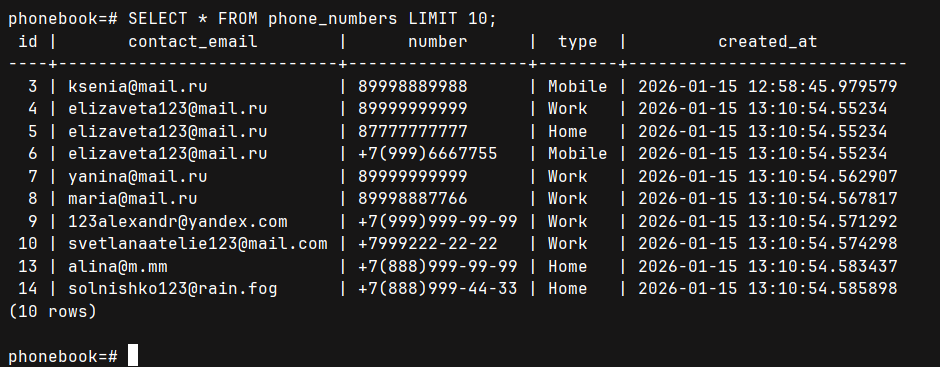 phonebook=# SELECT * FROM phone_numbers LIMIT 10;
 id |       contact_email        |      number      |  type  |         created_at
----+----------------------------+------------------+--------+----------------------------
  3 | ksenia@mail.ru             | 89998889988      | Mobile | 2026-01-15 12:58:45.979579
  4 | elizaveta123@mail.ru       | 89999999999      | Work   | 2026-01-15 13:10:54.55234
  5 | elizaveta123@mail.ru       | 87777777777      | Home   | 2026-01-15 13:10:54.55234
  6 | elizaveta123@mail.ru       | +7(999)6667755   | Mobile | 2026-01-15 13:10:54.55234
  7 | yanina@mail.ru             | 89999999999      | Work   | 2026-01-15 13:10:54.562907
  8 | maria@mail.ru              | 89998887766      | Work   | 2026-01-15 13:10:54.567817
  9 | 123alexandr@yandex.com     | +7(999)999-99-99 | Work   | 2026-01-15 13:10:54.571292
 10 | svetlanaatelie123@mail.com | +7999222-22-22   | Work   | 2026-01-15 13:10:54.574298
 13 | alina@m.mm                 | +7(888)999-99-99 | Home   | 2026-01-15 13:10:54.583437
 14 | solnishko123@rain.fog      | +7(888)999-44-33 | Home   | 2026-01-15 13:10:54.585898
(10 rows)
phonebook=#